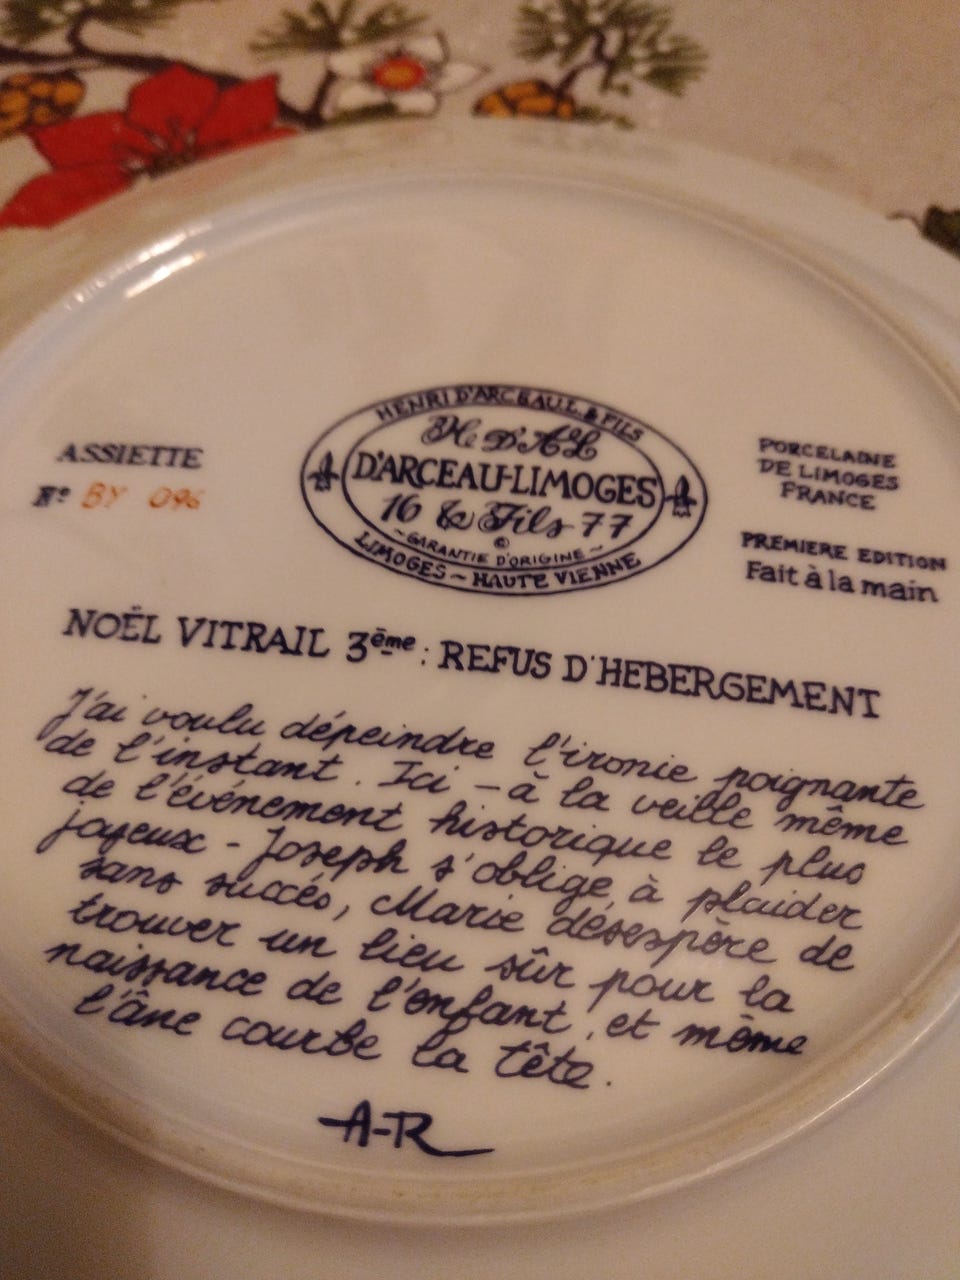 HENRI D'ARCEAU L. & FILS
H. D'A.L
D'ARCEAU-LIMOGES
16 & Fils 77
©
~GARANTIE D'ORIGINE~
LIMOGES ~ HAUTE VIENNE
ASSIETTE
Nº BY 096
PORCELAINE
DE LIMOGES
FRANCE
PREMIERE EDITION
Fait à la main
NOËL VITRAIL 3ème : REFUS D'HEBERGEMENT
J'ai voulu dépeindre l'ironie poignante
de l'instant. Ici - à la veille même
de l'événement historique le plus
joyeux - Joseph s'oblige à plaider
sans succés, Marie désespère de
trouver un lieu sûr pour la
naissance de l'enfant, et même
l'âne courbe la tête.
A-R